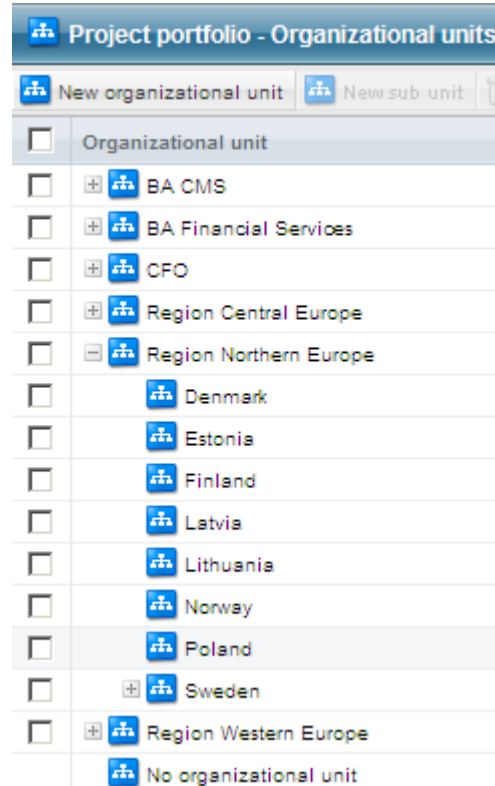 Project portfolio - Organizational units
New organizational unit New sub unit
Organizational unit
BA CMS
BA Financial Services
CFO
Region Central Europe
Region Northern Europe
Denmark
Estonia
Finland
Latvia
Lithuania
Norway
Poland
Sweden
Region Western Europe
No organizational unit